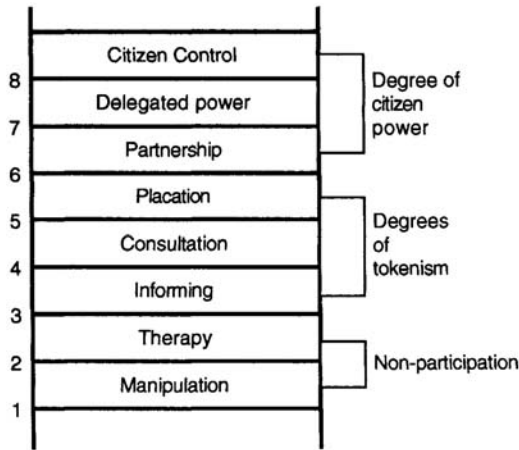 Citizen Control
8
Delegated power
7
Partnership
6
Placation
5
Consultation
4
Informing
3
Therapy
2
Manipulation
1
Degree of
citizen
power
Degrees
of
tokenism
Non-participation